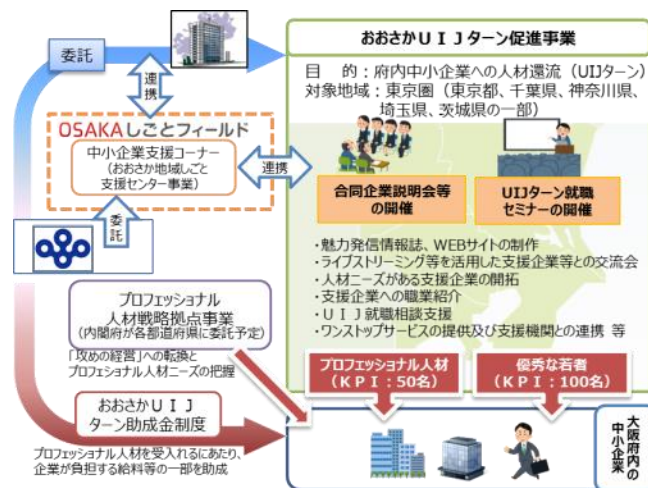 委託
連携
OSAKAしごとフィールド
中小企業支援コーナー
(おおさか地域しごと
支援センター事業)
委託
連携
プロフェッショナル
人材戦略拠点事業
(内閣府が各都道府県に委託予定)
「攻めの経営」への転換と
プロフェショナル人材ニーズの把握
おおさかUIJ
ターン助成金制度
プロフェッショナル人材を受入れるにあたり、
企業が負担する給料等の一部を助成
おおさかUIJターン促進事業
目 的:府内中小企業への人材還流(UIJターン)
対象地域:東京圏(東京都、千葉県、神奈川県、
埼玉県、茨城県の一部)
合同企業説明会等
の開催
UIJターン就職
セミナーの開催
・魅力発信情報誌、WEBサイトの制作
・ライブストリーミング等を活用した支援企業等との交流会
・人材ニーズがある支援企業の開拓
・支援企業への職業紹介
・UIJ就職相談支援
・ワンストップサービスの提供及び支援機関との連携 等
プロフェッショナル人材
(KPI:50名)
優秀な若者
(KPI:100名)
大阪府内の
中小企業